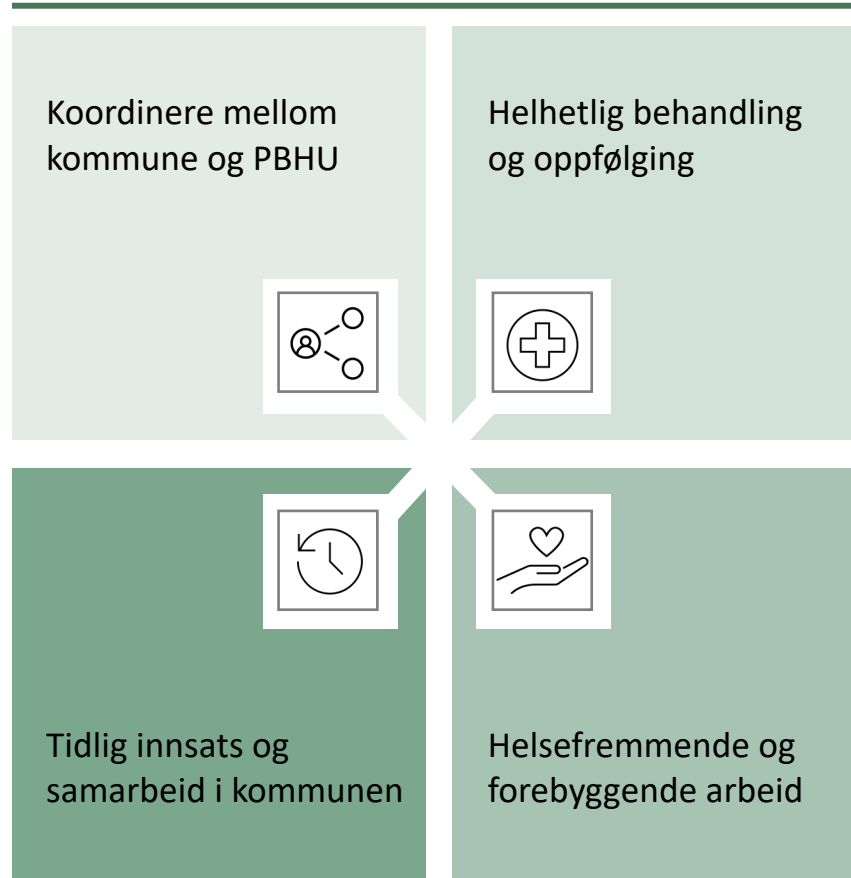 Koordinere mellom
kommune og PBHU
Helhetlig behandling
og oppfølging
Tidlig innsats og
samarbeid i kommunen
Helsefremmende og
forebyggende arbeid